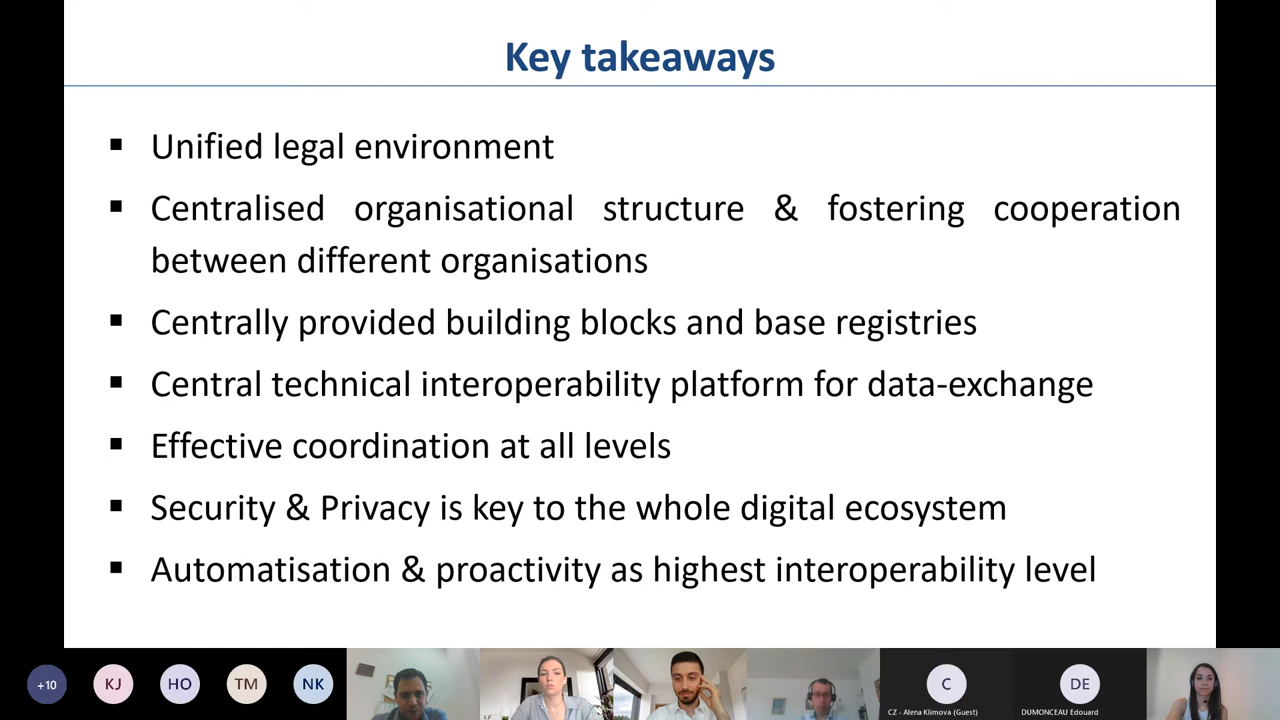 Key takeaways
▪ Unified legal environment
▪ Centralised organisational structure & fostering cooperation
between different organisations
▪ Centrally provided building blocks and base registries
▪ Central technical interoperability platform for data-exchange
▪ Effective coordination at all levels
▪ Security & Privacy is key to the whole digital ecosystem
▪ Automatisation & proactivity as highest interoperability level
+10 KJ HO TM NK C DE
CZ - Alena Klimova (Guest) DUMONCEAU Edouard